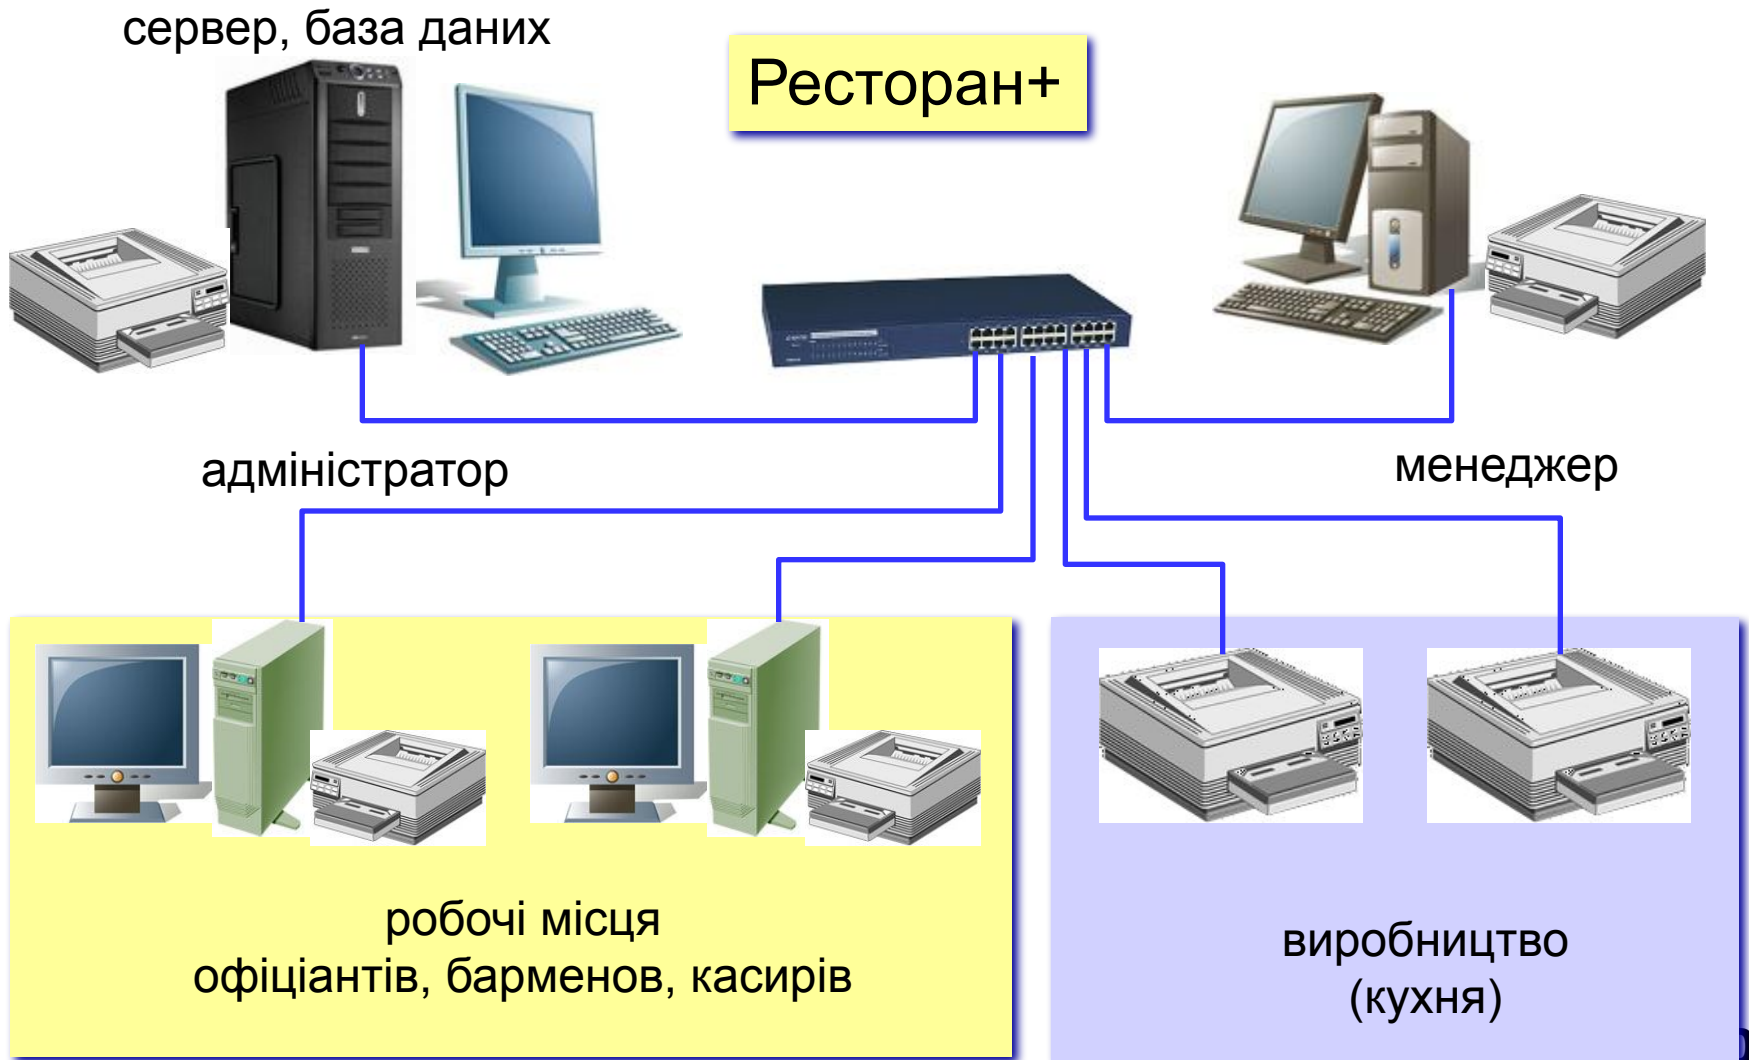 сервер, база даних
Ресторан+
адміністратор
менеджер
робочі місця
офіціантів, барменов, касирів
виробництво
(кухня)